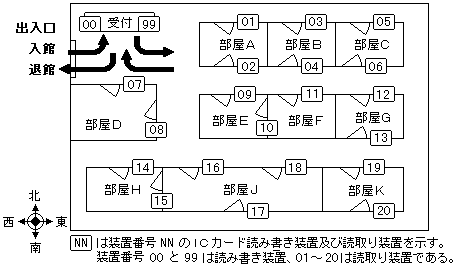 出入口
入館
退館
00 受付 99
01 03 05
部屋A 部屋B 部屋C
02 04 06
07
部屋D
08
09 11 12
部屋E 部屋F 部屋G
10 13
14 16 18 19
部屋H 部屋J 部屋K
15 17 20
北
西 東
南
NN は装置番号 NN のICカード読み書き装置及び読取り装置を示す。
装置番号 00 と 99 は読み書き装置、01~20は読取り装置である。